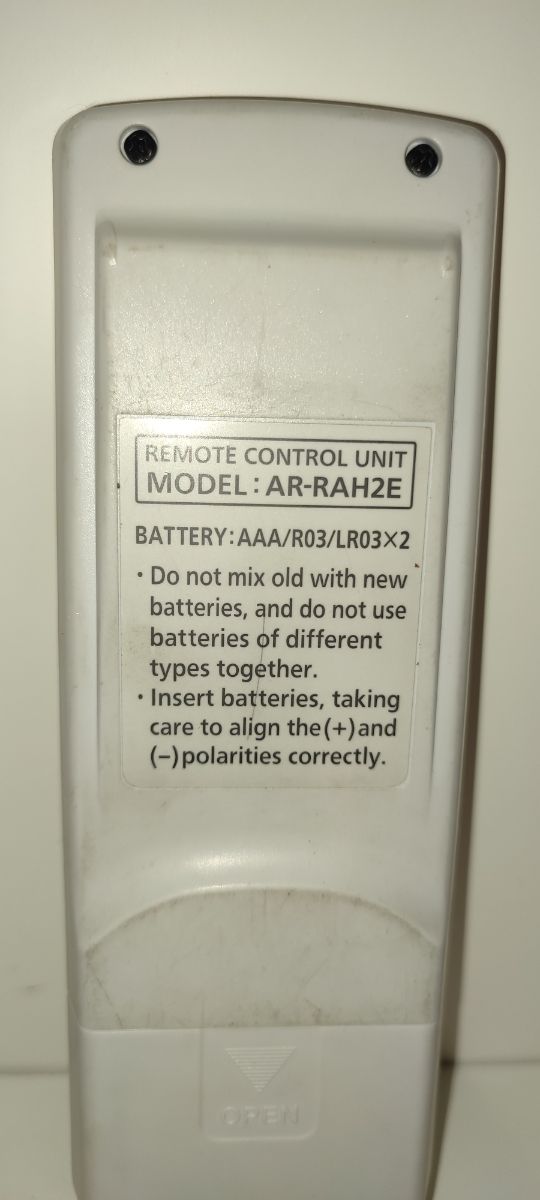 REMOTE CONTROL UNIT
MODEL : AR-RAH2E
BATTERY:AAA/R03/LR03×2
・Do not mix old with new
batteries, and do not use
batteries of different
types together.
・Insert batteries, taking
care to align the(+)and
(−)polarities correctly.
OPEN